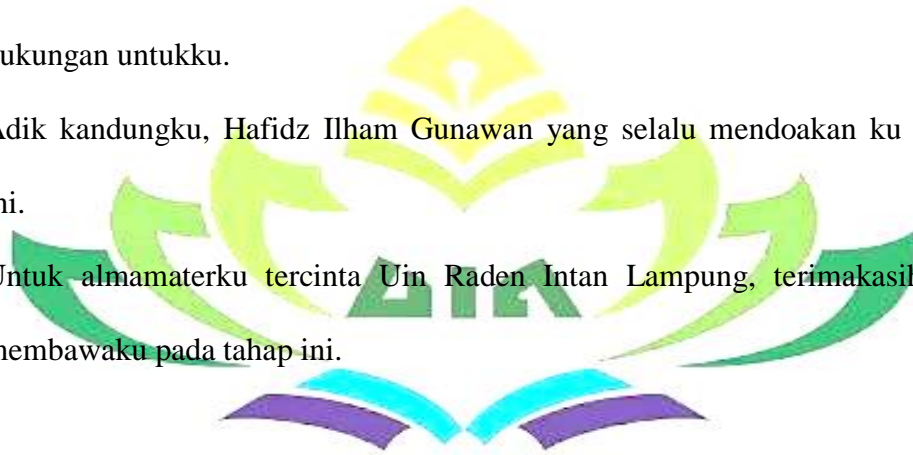 ukungan untukku.
Adik kandungku, Hafidz Ilham Gunawan yang selalu mendoakan ku
ni.
Untuk almamaterku tercinta Uin Raden Intan Lampung, terimakasih
membawaku pada tahap ini.